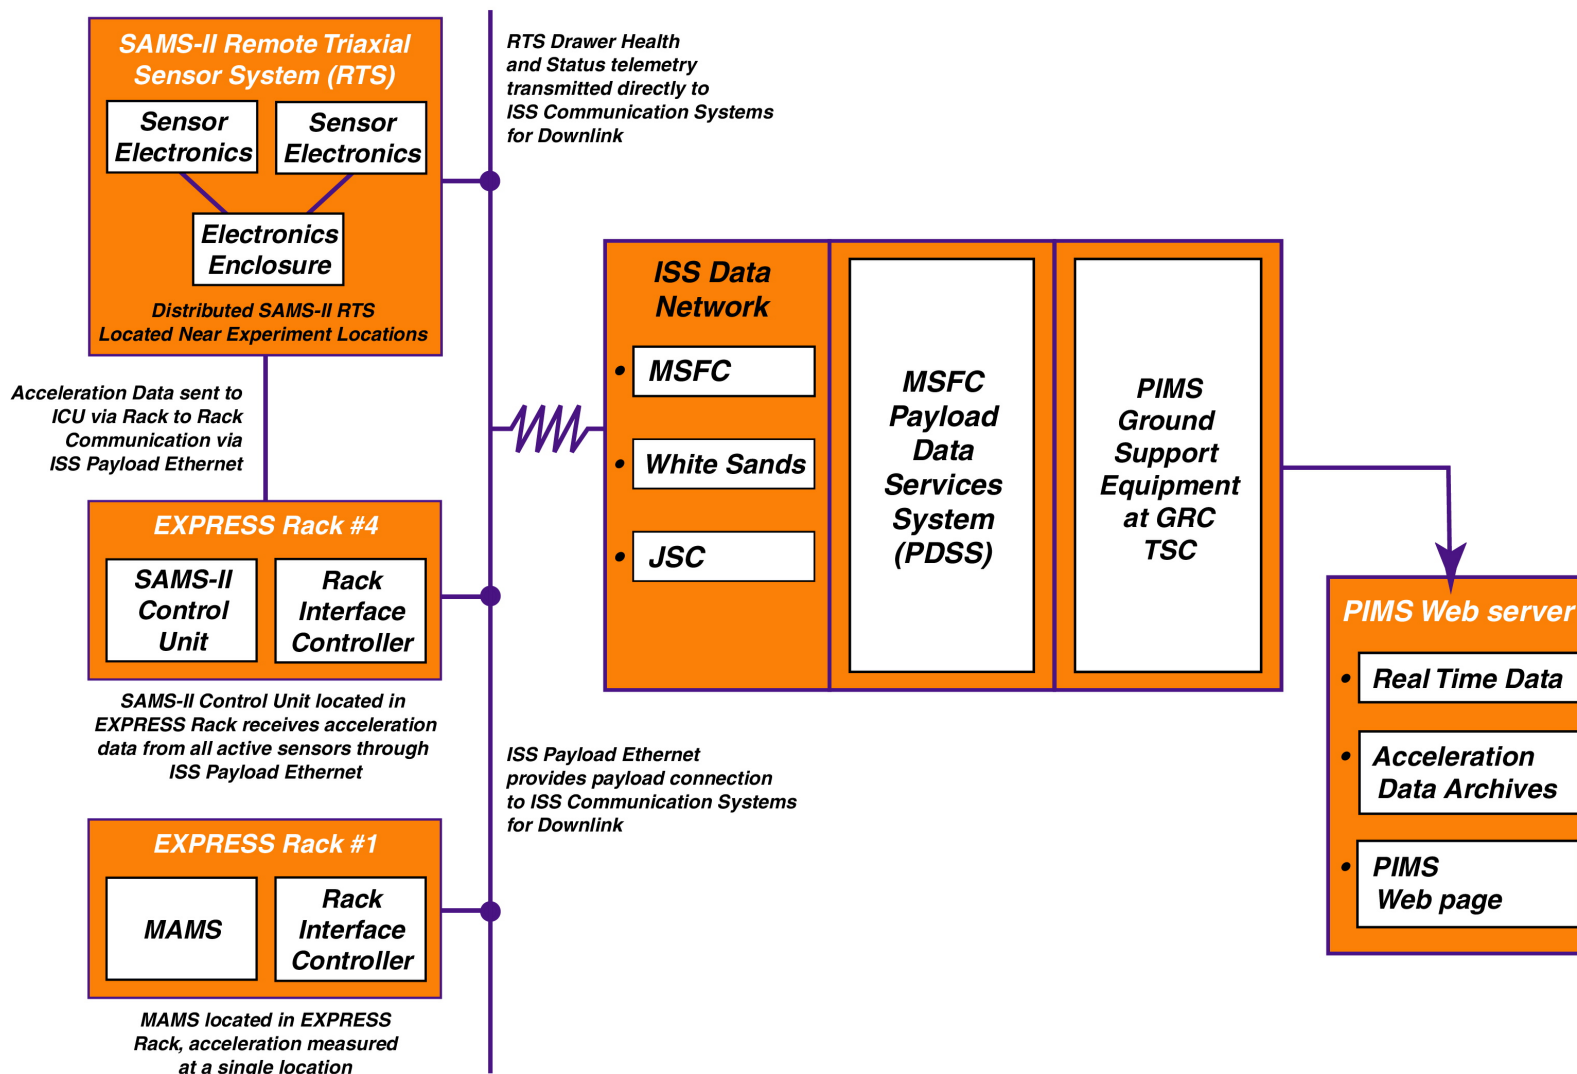 SAMS-II Remote Triaxial
Sensor System (RTS)
Sensor
Electronics
Sensor
Electronics
Electronics
Enclosure
Distributed SAMS-II RTS
Located Near Experiment Locations
Acceleration Data sent to
ICU via Rack to Rack
Communication via
ISS Payload Ethernet
EXPRESS Rack #4
SAMS-II
Control
Unit
Rack
Interface
Controller
SAMS-II Control Unit located in
EXPRESS Rack receives acceleration
data from all active sensors through
ISS Payload Ethernet
EXPRESS Rack #1
MAMS
Rack
Interface
Controller
MAMS located in EXPRESS
Rack, acceleration measured
at a single location
RTS Drawer Health
and Status telemetry
transmitted directly to
ISS Communication Systems
for Downlink
ISS Payload Ethernet
provides payload connection
to ISS Communication Systems
for Downlink
ISS Data
Network
• MSFC
• White Sands
• JSC
MSFC
Payload
Data
Services
System
(PDSS)
PIMS
Ground
Support
Equipment
at GRC
TSC
PIMS Web server
• Real Time Data
• Acceleration
Data Archives
• PIMS
Web page